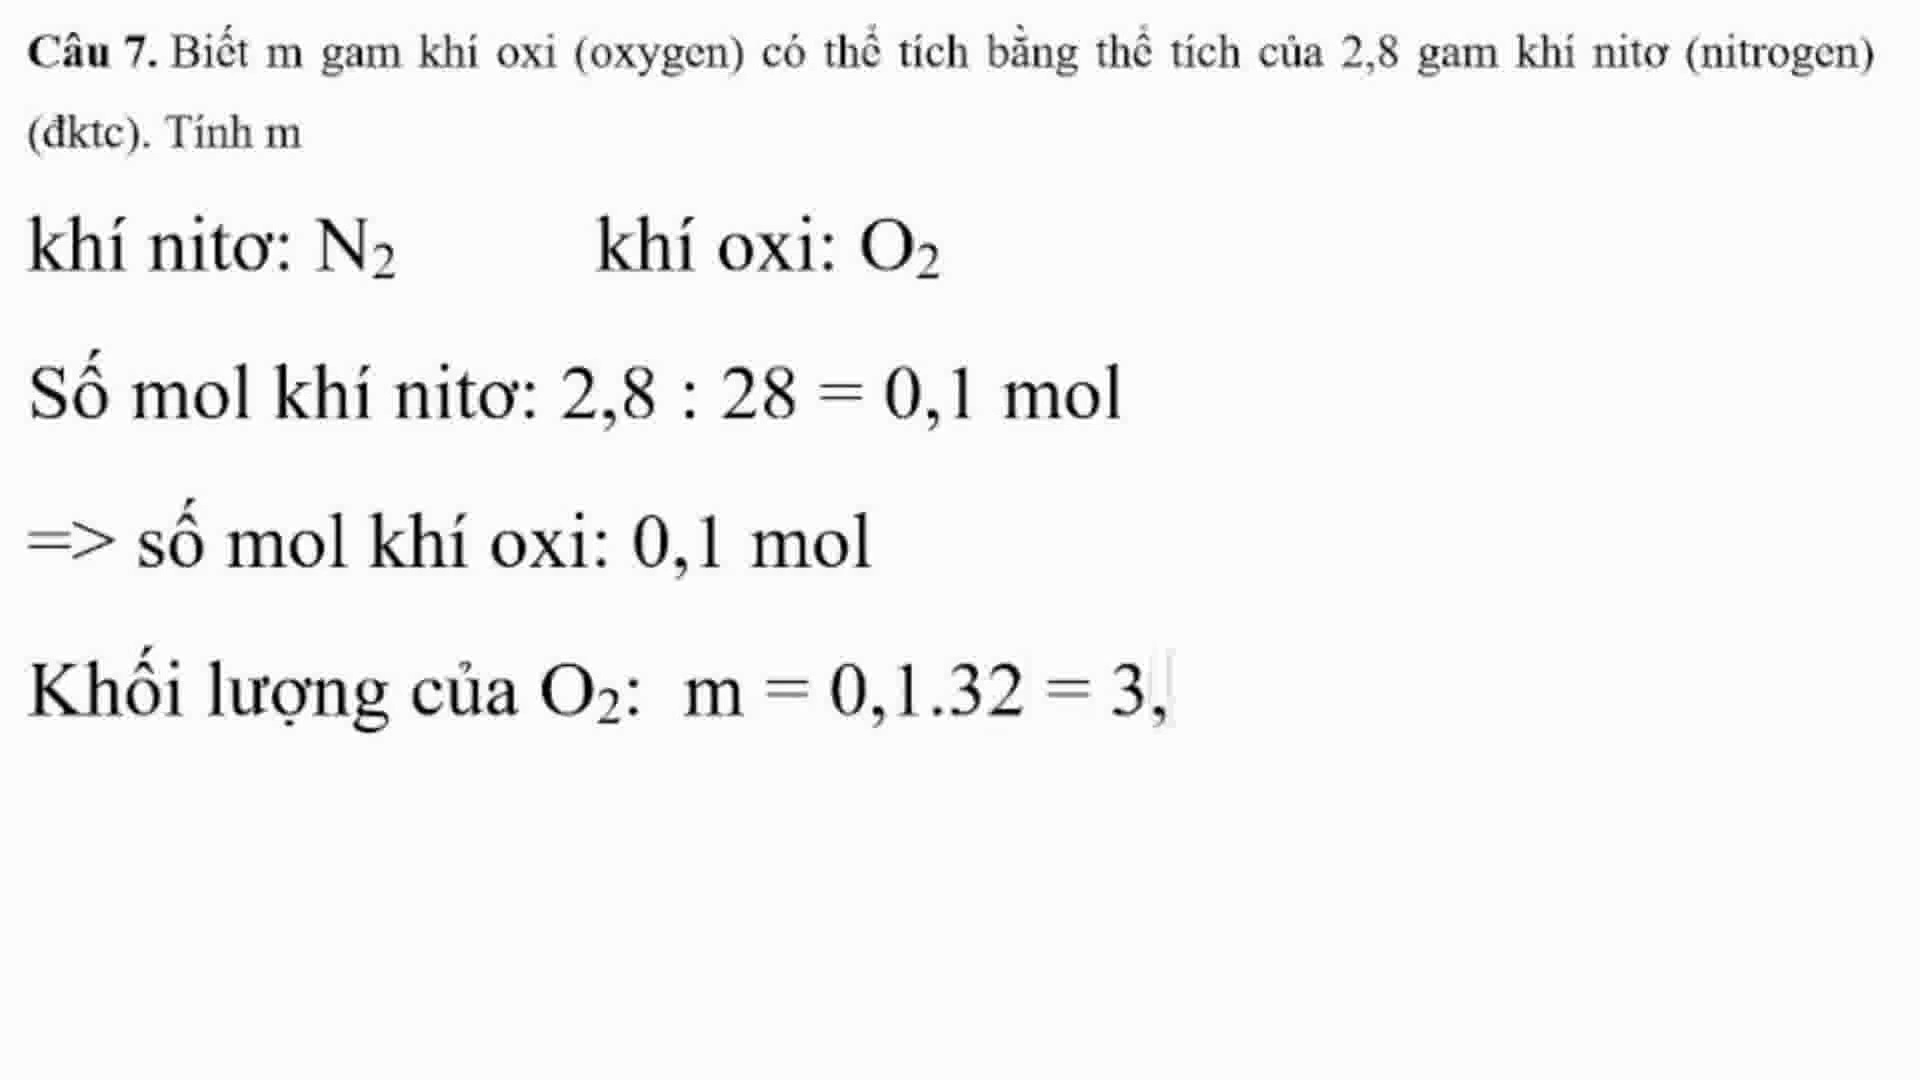 Câu 7. Biết m gam khí oxi (oxygen) có thể tích bằng thể tích của 2,8 gam khí nitơ (nitrogen)
(đktc). Tính m
khí nitơ: N₂ khí oxi: O₂
Số mol khí nitơ: 2,8 : 28 = 0,1 mol
=> số mol khí oxi: 0,1 mol
Khối lượng của O₂: m = 0,1.32 = 3,